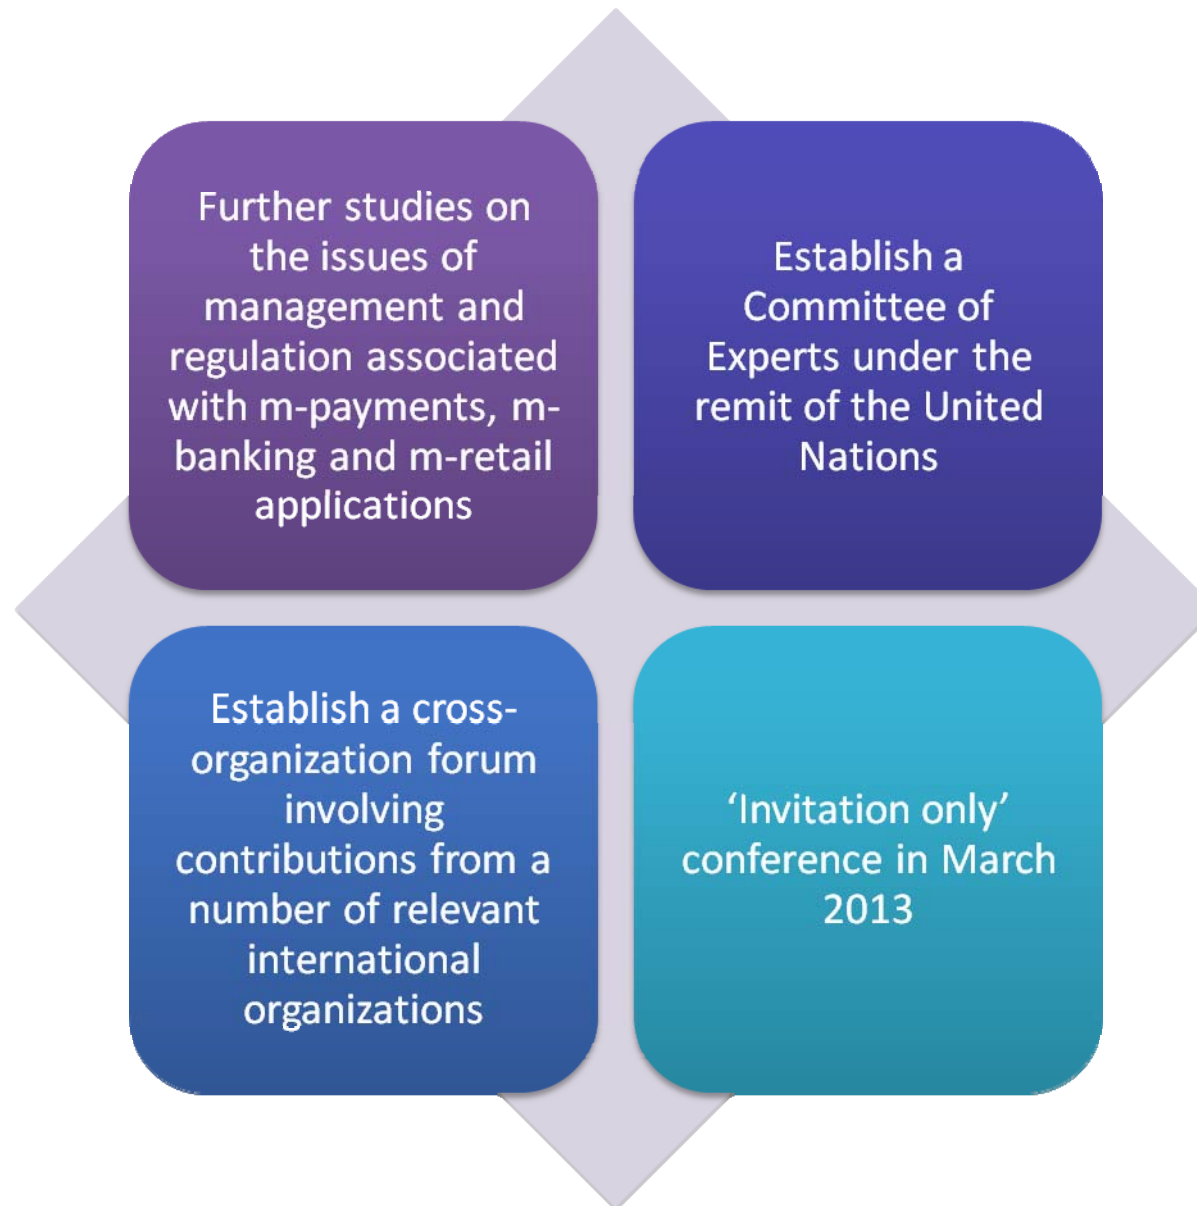 Further studies on
the issues of
management and
regulation associated
with m-payments, m-
banking and m-retail
applications
Establish a
Committee of
Experts under the
remit of the United
Nations
Establish a cross-
organization forum
involving
contributions from a
number of relevant
international
organizations
‘Invitation only’
conference in March
2013